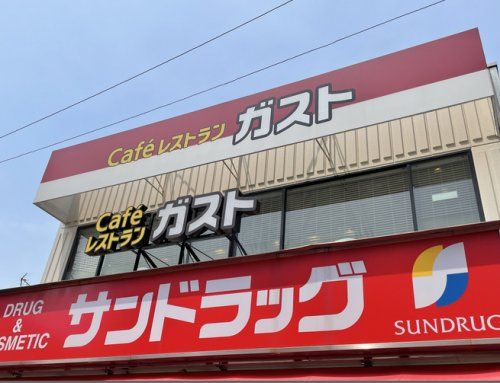 Café レストラン ガスト
Café
レストラン ガスト
DRUG
&
SMETIC
サンドラッグ
SUNDRUG